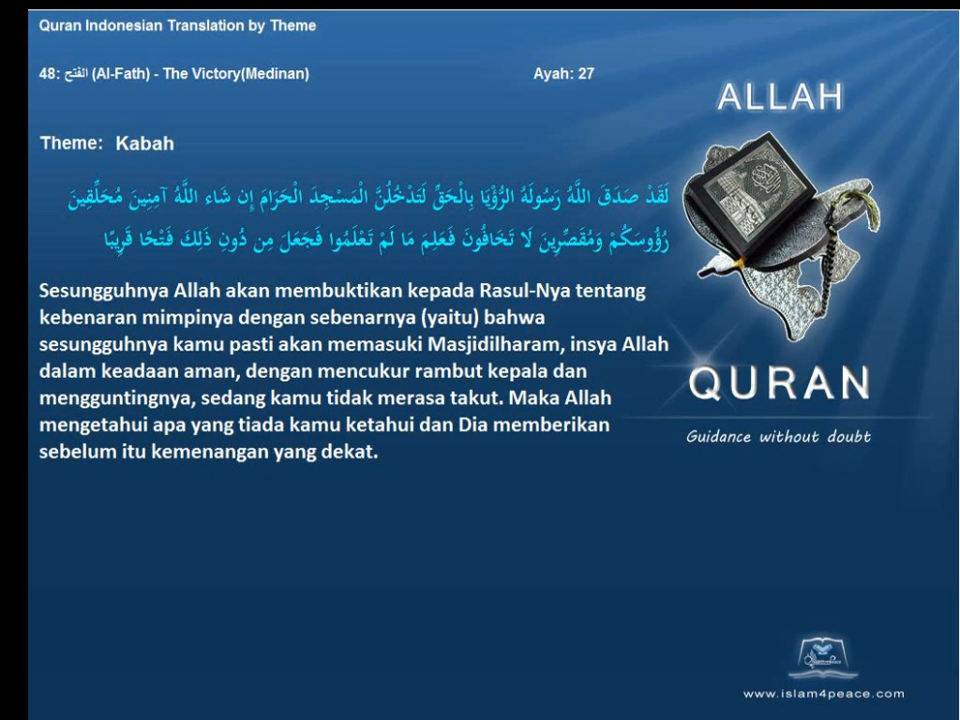 Quran Indonesian Translation by Theme
48: الفتح (Al-Fath) - The Victory(Medinan) Ayah: 27
ALLAH
Theme: Kabah
لَقَدْ صَدَقَ اللَّهُ رَسُولَهُ الرُّؤْيَا بِالْحَقِّ لَتَدْخُلُنَّ الْمَسْجِدَ الْحَرَامَ إِن شَاء اللَّهُ آمِنِينَ مُحَلِّقِينَ
رُؤُوسَكُمْ وَمُقَصِّرِينَ لَا تَخَافُونَ فَعَلِمَ مَا لَمْ تَعْلَمُوا فَجَعَلَ مِن دُونِ ذَلِكَ فَتْحًا قَرِيبًا
Sesungguhnya Allah akan membuktikan kepada Rasul-Nya tentang
kebenaran mimpinya dengan sebenarnya (yaitu) bahwa
sesungguhnya kamu pasti akan memasuki Masjidilharam, insya Allah
dalam keadaan aman, dengan mencukur rambut kepala dan
mengguntingnya, sedang kamu tidak merasa takut. Maka Allah
mengetahui apa yang tiada kamu ketahui dan Dia memberikan
sebelum itu kemenangan yang dekat.
QURAN
Guidance without doubt
www.islam4peace.com